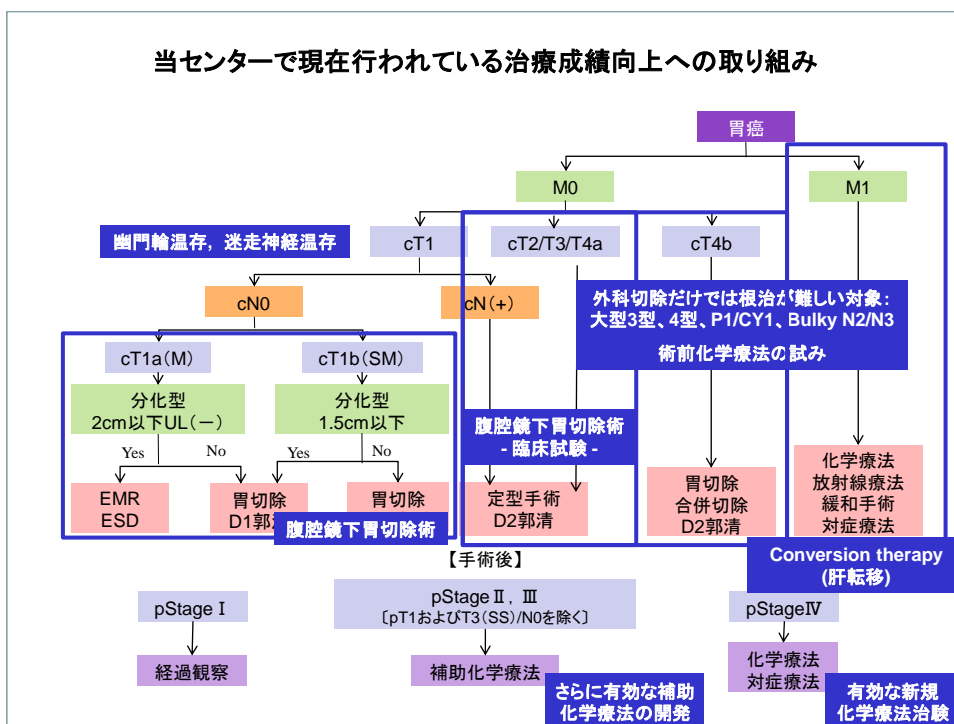 当センターで現在行われている治療成績向上への取り組み
胃癌
M0
M1
幽門輪温存，迷走神経温存
cT1
cT2/T3/T4a
cT4b
cN0
cN（+）
外科切除だけでは根治が難しい対象：
大型3型、4型、P1/CY1、Bulky N2/N3
術前化学療法の試み
cT1a（M）
cT1b（SM）
分化型
2cm以下UL（－）
分化型
1.5cm以下
腹腔鏡下胃切除術
- 臨床試験 -
Yes
No
Yes
No
EMR
ESD
胃切除
D1郭清
胃切除
腹腔鏡下胃切除術
定型手術
D2郭清
胃切除
合併切除
D2郭清
化学療法
放射線療法
緩和手術
対症療法
【手術後】
Conversion therapy
(肝転移)
pStage Ⅰ
pStage Ⅱ，Ⅲ
〔pT1およびT3（SS）/N0を除く〕
pStageⅣ
経過観察
補助化学療法
化学療法
対症療法
さらに有効な補助
化学療法の開発
有効な新規
化学療法治験